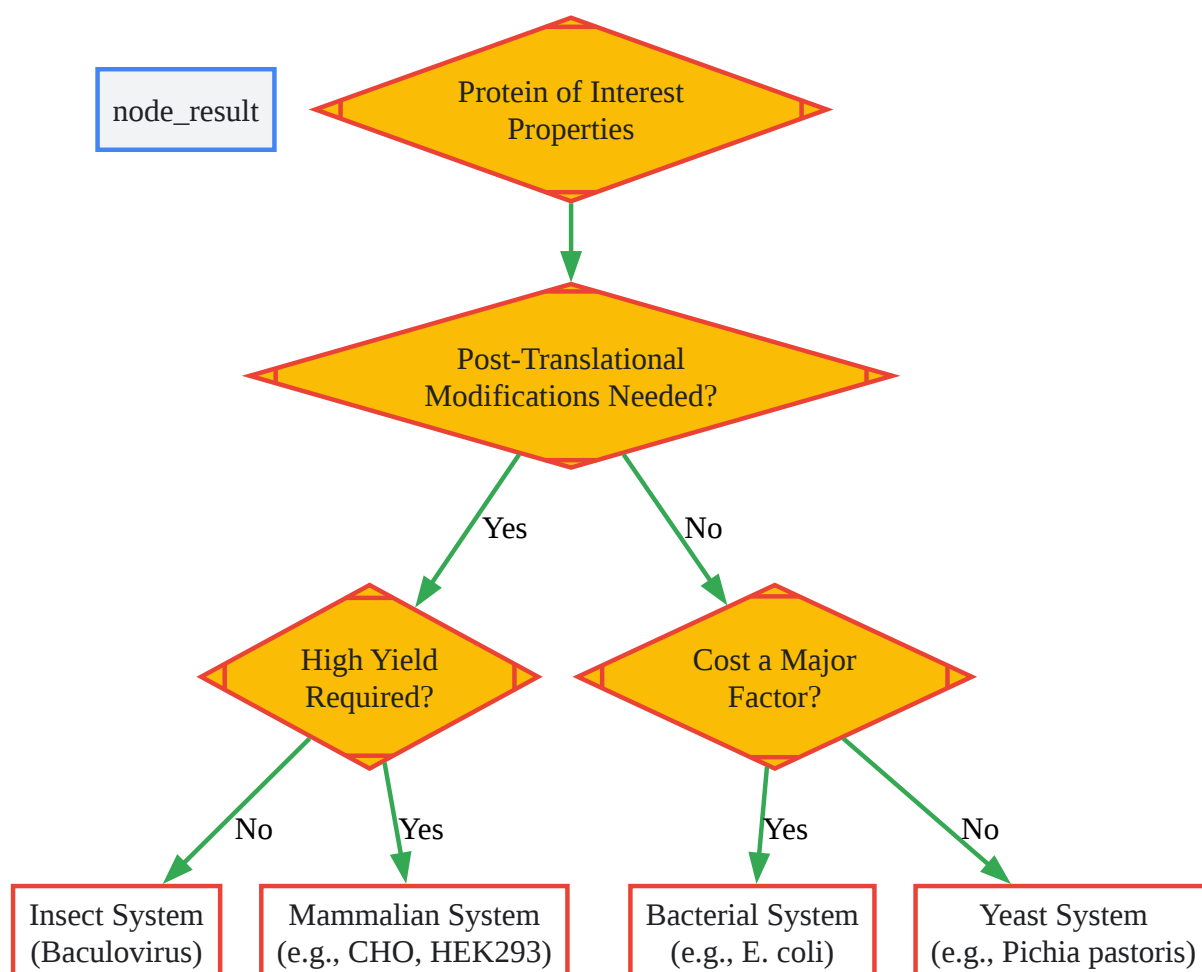 node_result
Protein of Interest
Properties
Post-Translational
Modifications Needed?
Yes
No
High Yield
Required?
Cost a Major
Factor?
No
Yes
Yes
No
Insect System
(Baculovirus)
Mammalian System
(e.g., CHO, HEK293)
Bacterial System
(e.g., E. coli)
Yeast System
(e.g., Pichia pastoris)